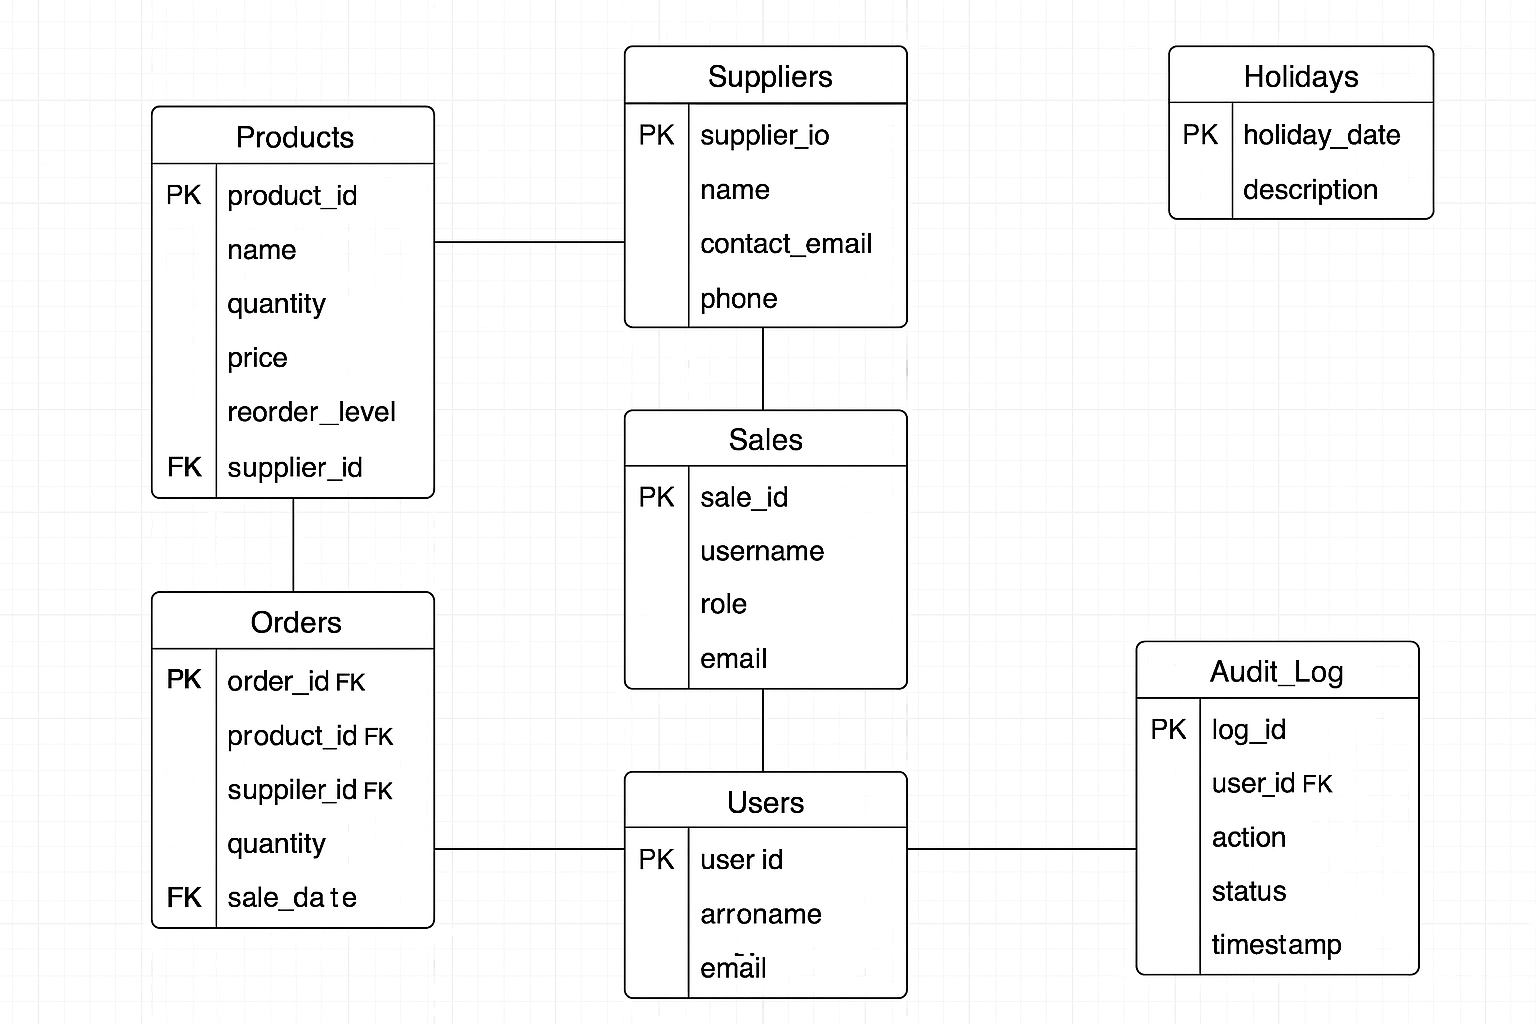 Products
PK product_id
name
quantity
price
reorder_level
FK supplier_id
Orders
PK order_id FK
product_id FK
suppiler_id FK
quantity
FK sale_date
Suppliers
PK supplier_io
name
contact_email
phone
Sales
PK sale_id
username
role
email
Users
PK user id
arroname
email
Holidays
PK holiday_date
description
Audit_Log
PK log_id
user_id FK
action
status
timestamp